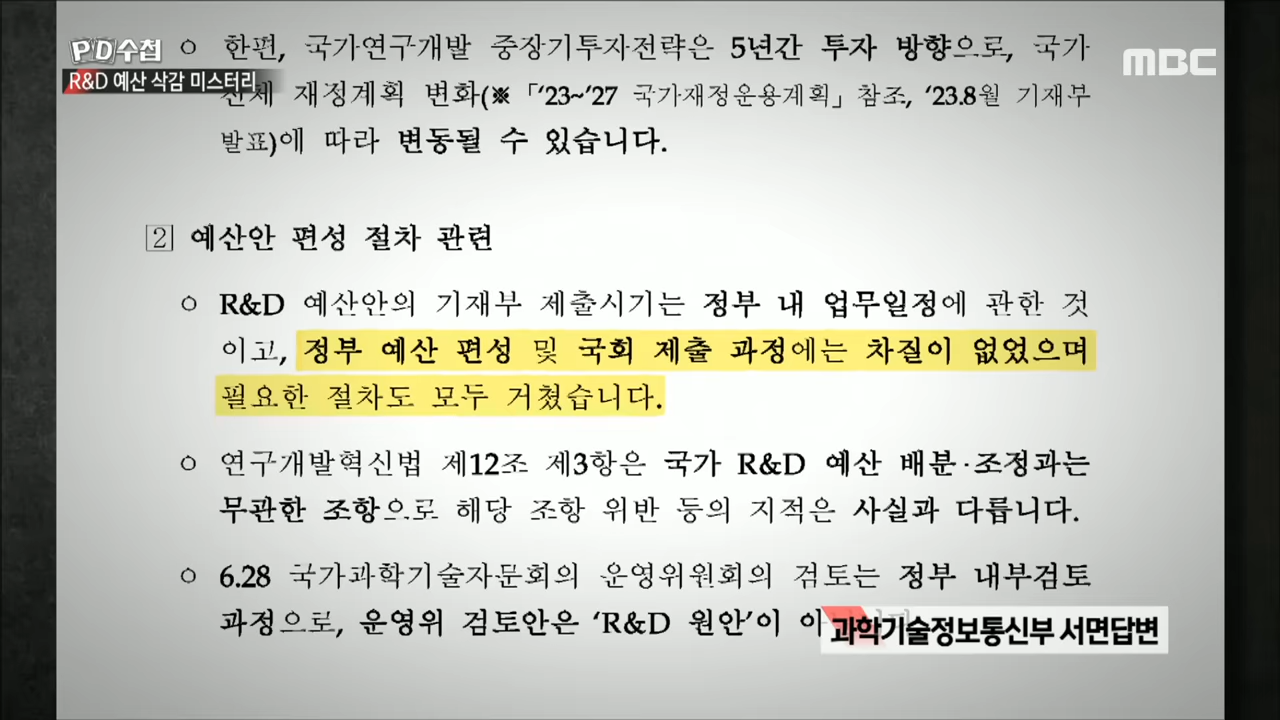 PD수첩
R&D 예산 삭감 미스터리
MBC
○ 한편, 국가연구개발 중장기투자전략은 5년간 투자 방향으로, 국가
전체 재정계획 변화(※「‘23~‘27 국가재정운용계획」참조, ‘23.8월 기재부
발표)에 따라 변동될 수 있습니다.
2 예산안 편성 절차 관련
○ R&D 예산안의 기재부 제출시기는 정부 내 업무일정에 관한 것
이고, 정부 예산 편성 및 국회 제출 과정에는 차질이 없었으며
필요한 절차도 모두 거쳤습니다.
○ 연구개발혁신법 제12조 제3항은 국가 R&D 예산 배분·조정과는
무관한 조항으로 해당 조항 위반 등의 지적은 사실과 다릅니다.
○ 6.28 국가과학기술자문회의 운영위원회의 검토는 정부 내부검토
과정으로, 운영위 검토안은 ‘R&D 원안’이
과학기술정보통신부 서면답변